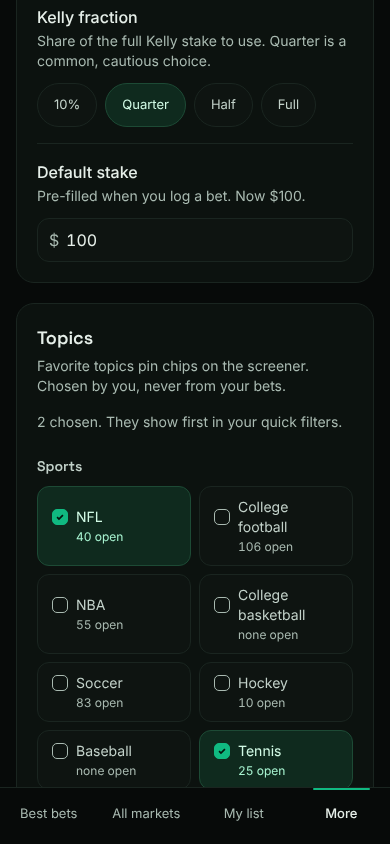 Kelly fraction
Share of the full Kelly stake to use. Quarter is a
common, cautious choice.
10% Quarter Half Full
Default stake
Pre-filled when you log a bet. Now $100.
$ 100
Topics
Favorite topics pin chips on the screener.
Chosen by you, never from your bets.
2 chosen. They show first in your quick filters.
Sports
NFL
40 open
College
football
106 open
NBA
55 open
College
basketball
none open
Soccer
83 open
Hockey
10 open
Baseball
none open
Tennis
25 open
Best bets All markets My list More